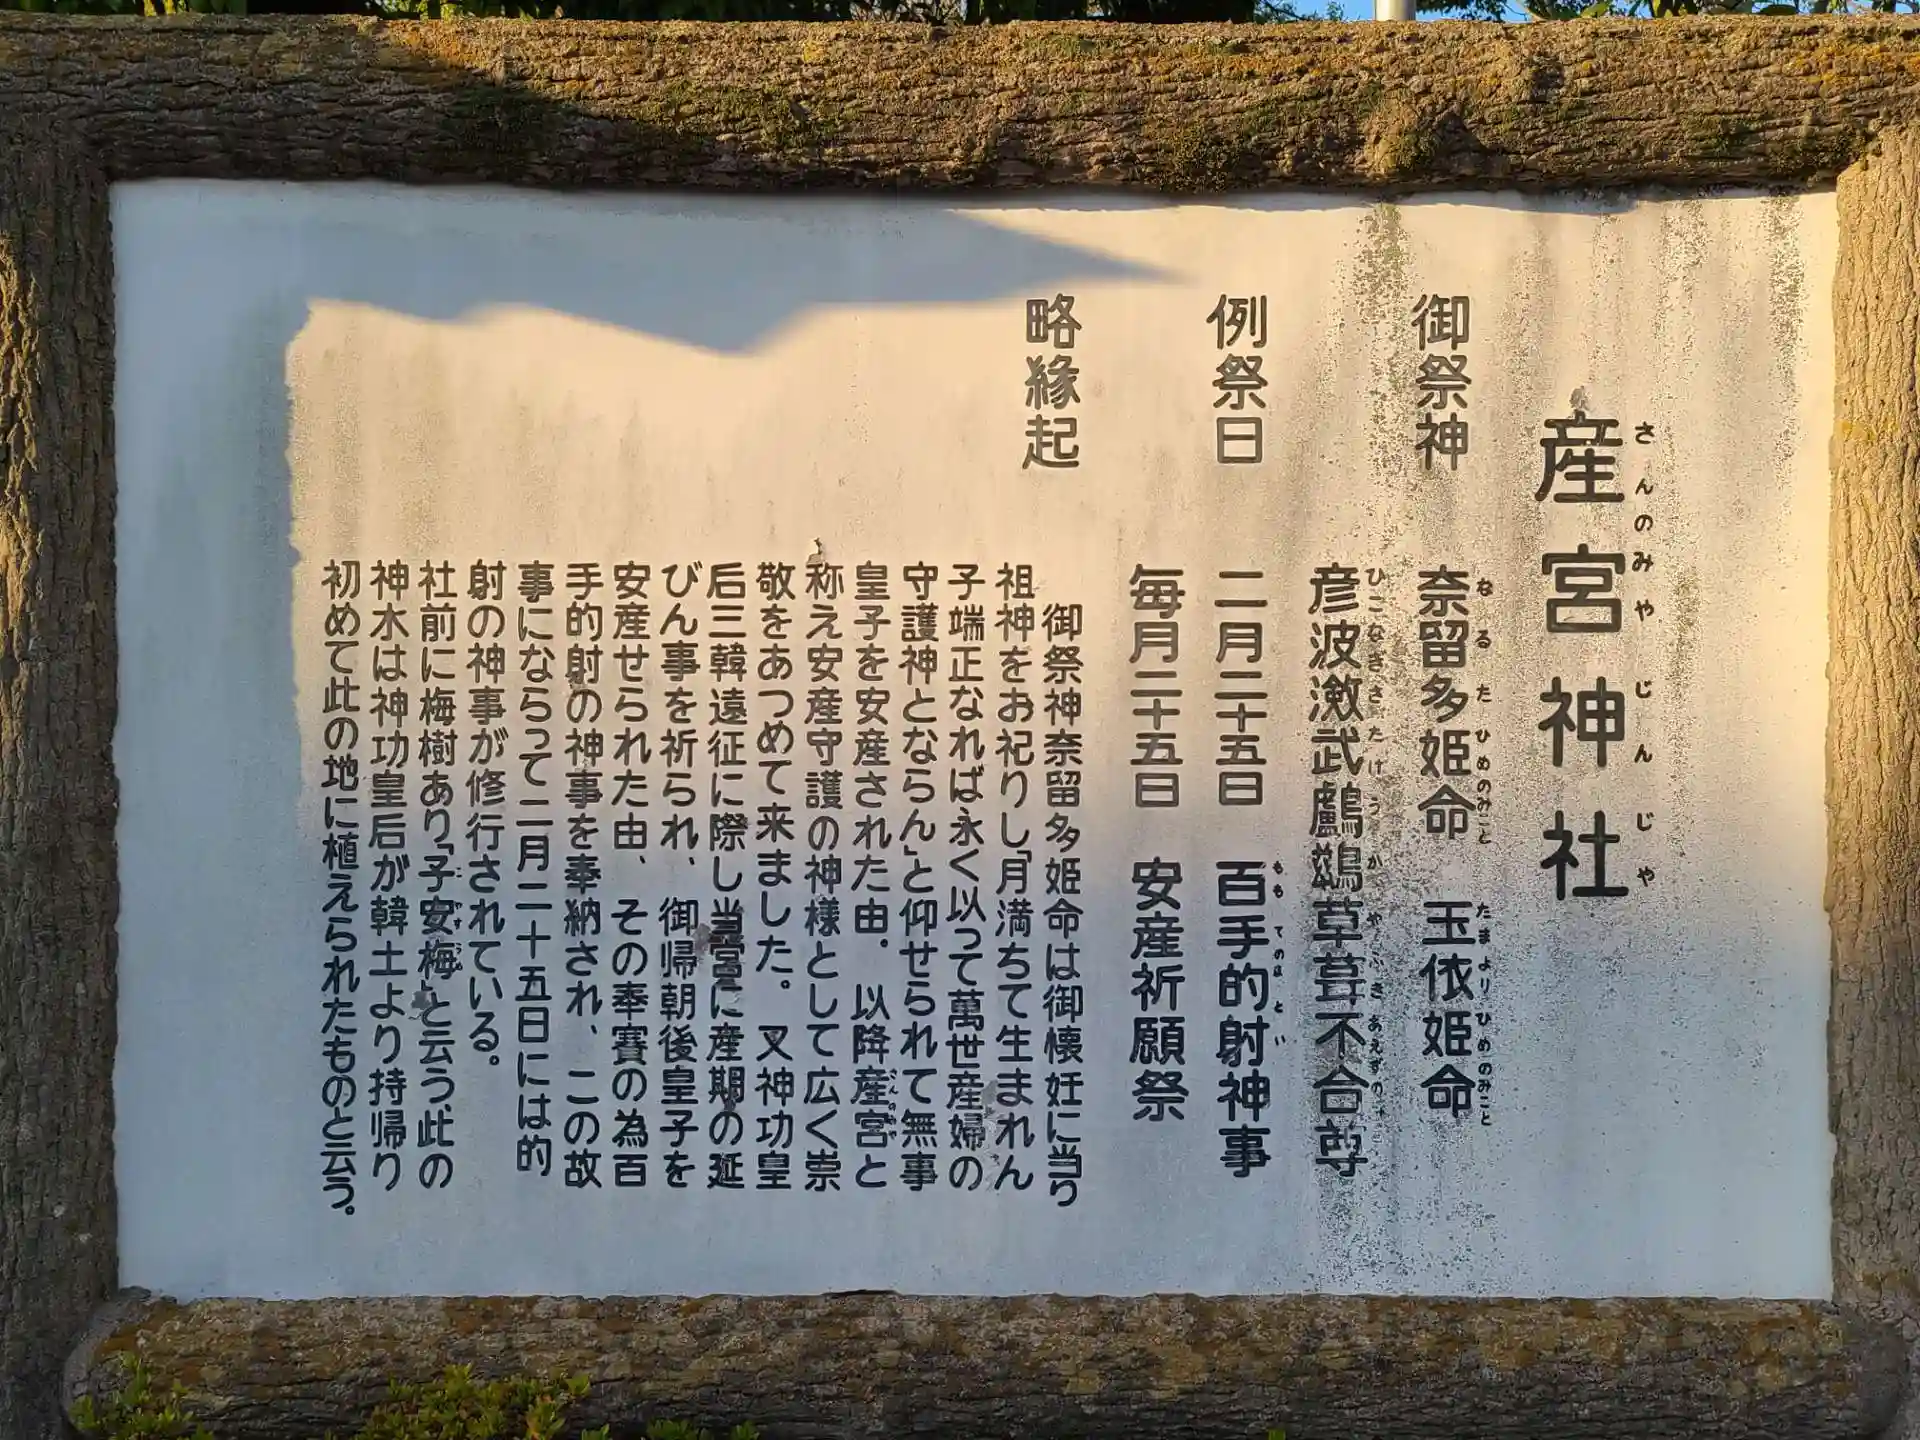 産宮神社
さんのみやじんじゃ
御祭神
奈留多姫命 玉依姫命
なるたひめのみこと たまよりひめのみこと
彦波瀲武鸕鷀草葺不合尊
ひこなぎさたけうがやふきあえずの
例祭日
二月二十五日 百手的射神事
ももてのまとい
毎月二十五日 安産祈願祭
略縁起
御祭神奈留多姫命は御懐妊に当り
祖神をお祀りし「月満ちて生まれん
子端正なれば永く以って萬世産婦の
守護神とならん」と仰せられて無事
皇子を安産された由．以降産宮と
さんのみや
称え安産守護の神様として広く崇
敬をあつめて来ました。又神功皇
后三韓遠征に際し当宮に産期の延
びん事を祈られ、御帰朝後皇子を
安産せられた由、その奉賽の為百
手的射の神事を奉納され、この故
事にならって二月二十五日には的
射の神事が修行されている。
社前に梅樹あり「子安梅」と云う、此の
こやすうめ
神木は神功皇后が韓土より持帰り
初めて此の地に植えられたものと云う。